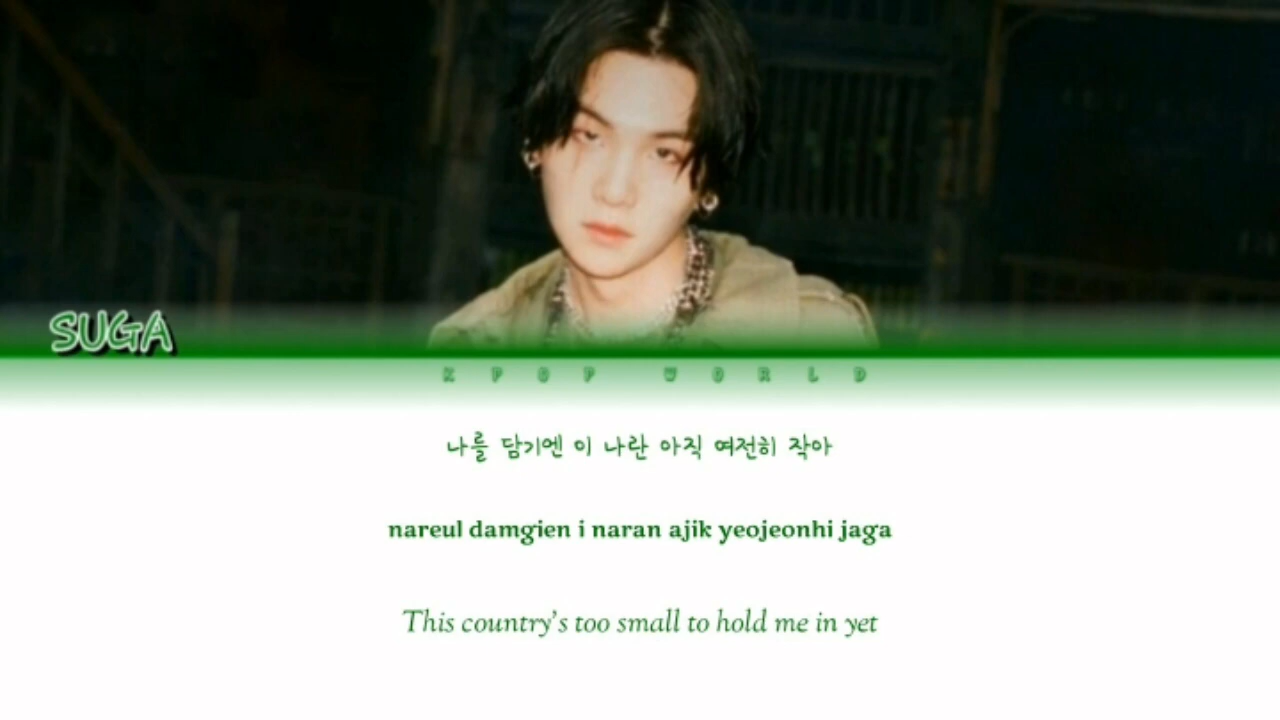 SUGA
KPOP WORLD
나를 담기엔 이 나란 아직 여전히 작아
nareul damgien i naran ajik yeojeonhi jaga
This country's too small to hold me in yet